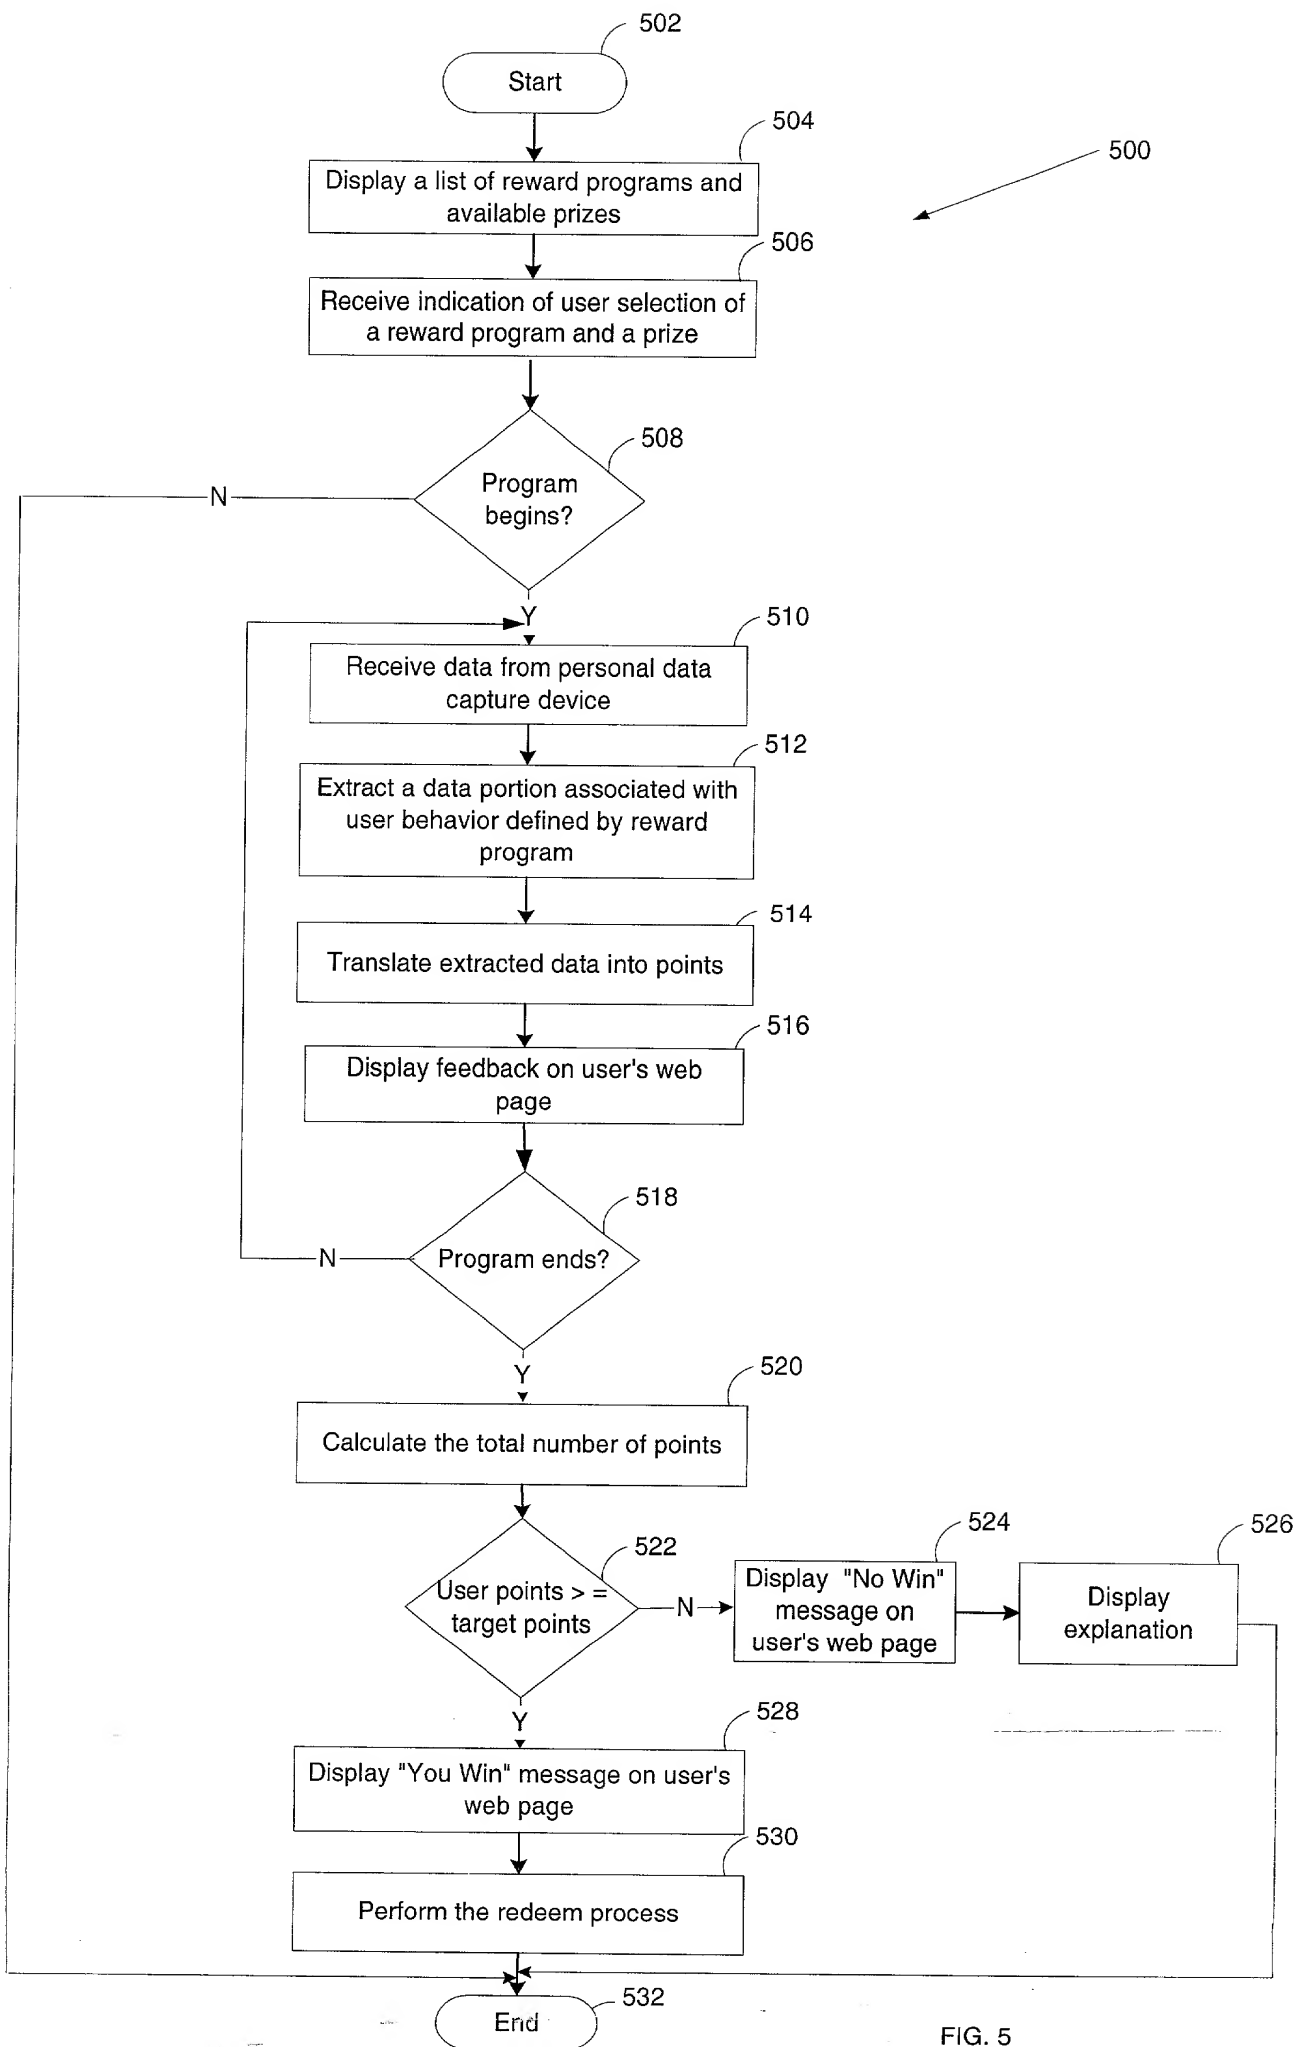 502
Start
504
500
Display a list of reward programs and
available prizes
506
Receive indication of user selection of
a reward program and a prize
508
Program
begins?
N
Y
510
Receive data from personal data
capture device
512
Extract a data portion associated with
user behavior defined by reward
program
514
Translate extracted data into points
516
Display feedback on user's web
page
518
Program ends?
N
Y
520
Calculate the total number of points
522
User points > =
target points
N
524
Display "No Win"
message on
user's web page
526
Display
explanation
Y
528
Display "You Win" message on user's
web page
530
Perform the redeem process
532
End
FIG. 5